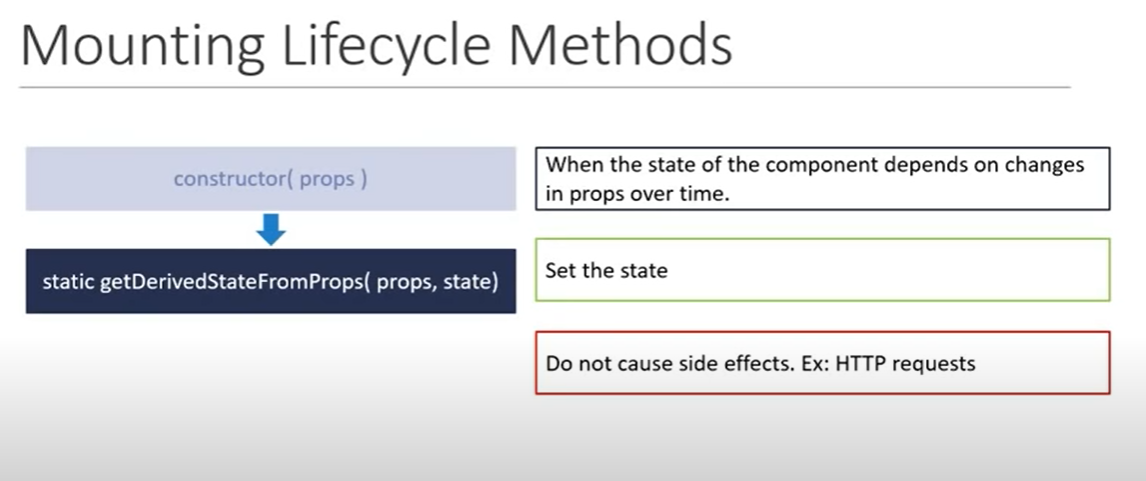 Mounting Lifecycle Methods
constructor( props )
static getDerivedStateFromProps( props, state)
When the state of the component depends on changes
in props over time.
Set the state
Do not cause side effects. Ex: HTTP requests